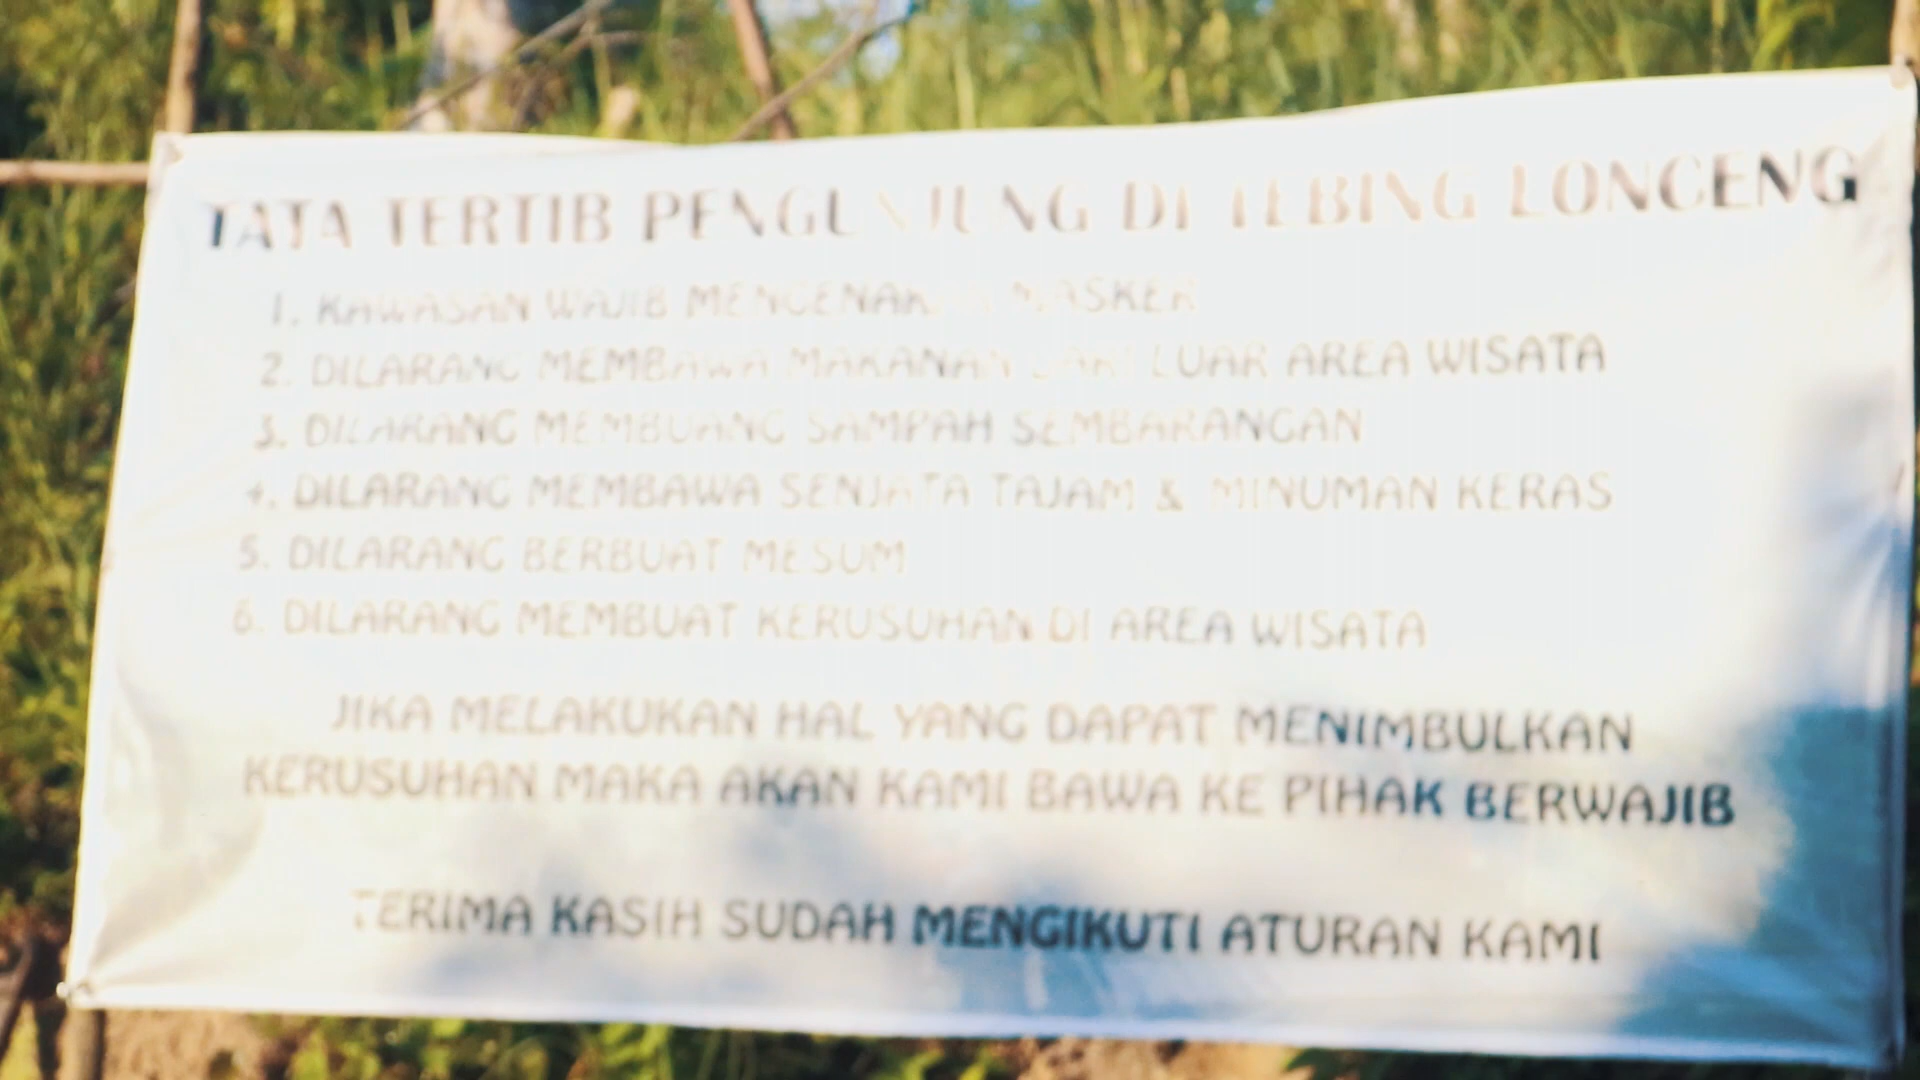 TATA TERTIB PENGUNJUNG DI TEBING LONCENG
1. KAWASAN WAJIB MENGENAKAN MASKER
2. DILARANG MEMBAWA MAKANAN DARI LUAR AREA WISATA
3. DILARANG MEMBUANG SAMPAH SEMBARANGAN
4. DILARANG MEMBAWA SENJATA TAJAM & MINUMAN KERAS
5. DILARANG BERBUAT MESUM
6. DILARANG MEMBUAT KERUSUHAN DI AREA WISATA
JIKA MELAKUKAN HAL YANG DAPAT MENIMBULKAN
KERUSUHAN MAKA AKAN KAMI BAWA KE PIHAK BERWAJIB
TERIMA KASIH SUDAH MENGIKUTI ATURAN KAMI